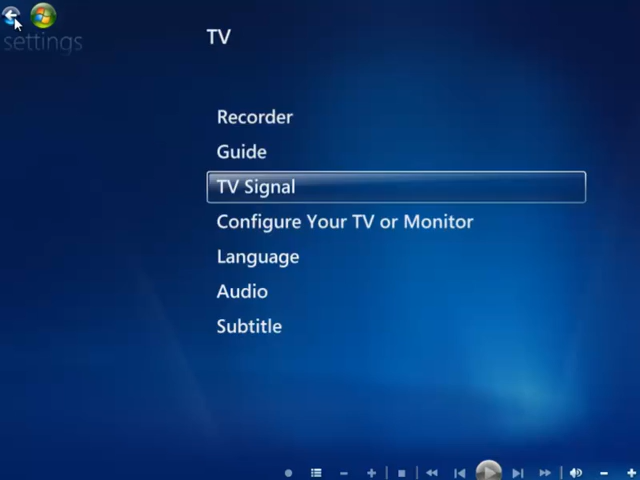 settings
TV
Recorder
Guide
TV Signal
Configure Your TV or Monitor
Language
Audio
Subtitle